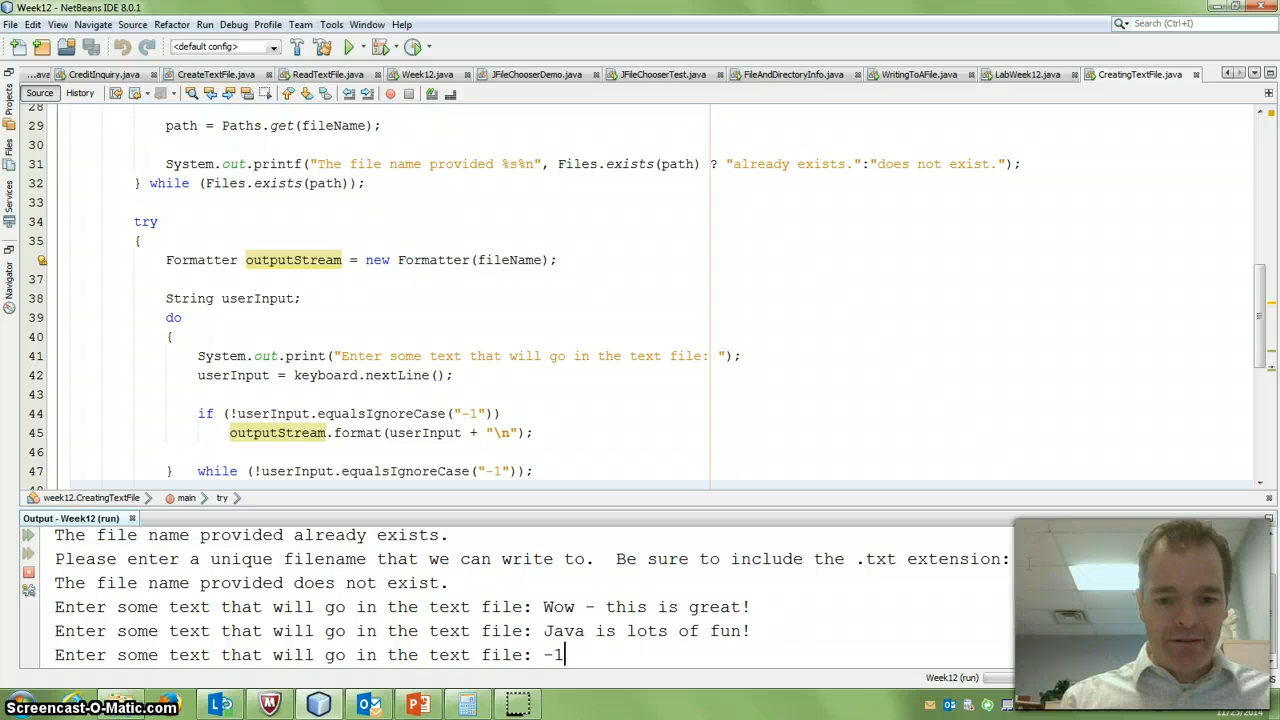 Week12 - NetBeans IDE 8.0.1
File Edit View Navigate Source Refactor Run Debug Profile Team Tools Window Help
<default config>
Search (Ctrl+I)
...ava CreditInquiry.java CreateTextFile.java ReadTextFile.java Week12.java JFileChooserDemo.java JFileChooserTest.java FileAndDirectoryInfo.java WritingToAFile.java LabWeek12.java CreatingTextFile.java
Source History
Projects
Files
Services
Navigator
28
29 path = Paths.get(fileName);
30
31 System.out.printf("The file name provided %s%n", Files.exists(path) ? "already exists.":"does not exist.");
32 } while (Files.exists(path));
33
34 try
35 {
Formatter outputStream = new Formatter(fileName);
37
38 String userInput;
39 do
40 {
41 System.out.print("Enter some text that will go in the text file: ");
42 userInput = keyboard.nextLine();
43
44 if (!userInput.equalsIgnoreCase("-1"))
45 outputStream.format(userInput + "\n");
46
47 } while (!userInput.equalsIgnoreCase("-1"));
week12.CreatingTextFile main try
Output - Week12 (run)
The file name provided already exists.
Please enter a unique filename that we can write to.  Be sure to include the .txt extension:
The file name provided does not exist.
Enter some text that will go in the text file: Wow - this is great!
Enter some text that will go in the text file: Java is lots of fun!
Enter some text that will go in the text file: -1
Week12 (run)
Screencast-O-Matic.com
11/23/2014